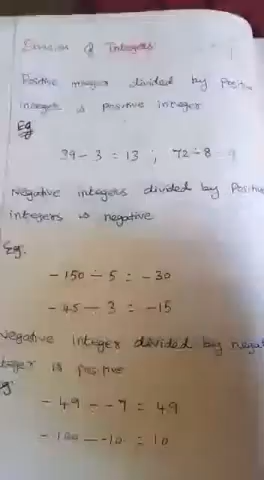 Division of Integers
Positive integer divided by Positive
integer is positive integer
Eg
39 - 3 = 13 ; 72 ÷ 8 = 9
Negative integers divided by Positive
integers is negative
Eg.
- 150 ÷ 5 = - 30
- 45 - 3 = - 15
Negative integer divided by negat
teger is positive
- 49 - - 7 = 49
- 100 - - 10 = 10